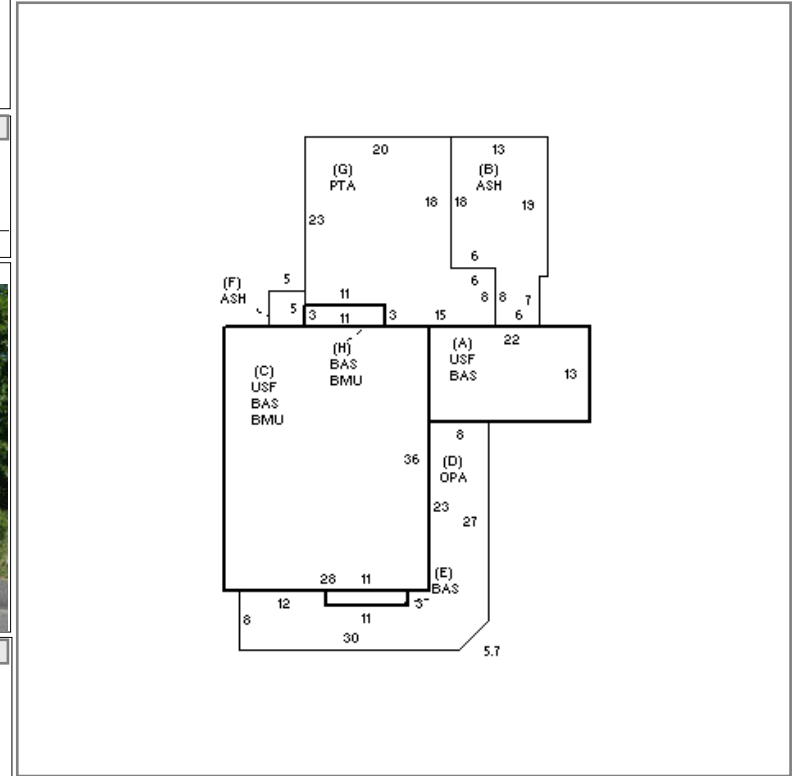 20
13
(G)
PTA
(B)
ASH
18
18
19
23
6
6
5
(F)
ASH
8
8
7
11
5
3
11
3
15
6
(H)
BAS
BMU
(A)
USF
BAS
22
13
(C)
USF
BAS
BMU
8
36
(D)
OPA
23
27
28
11
(E)
BAS
12
3
8
11
30
5.7